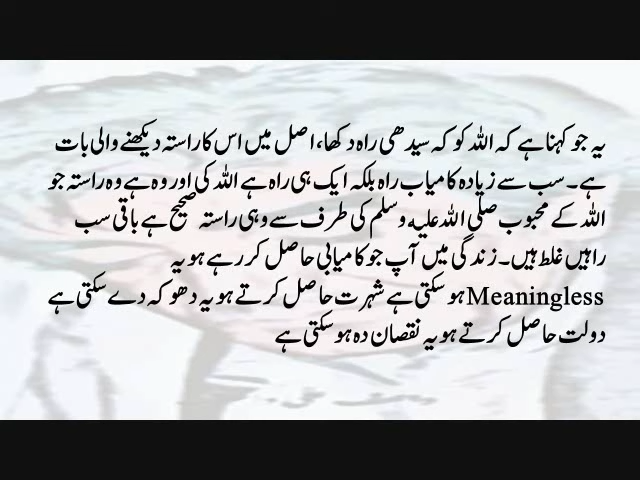 یہ جو کہنا ہے کہ اللہ کو کہ سیدھی راہ دکھا، اصل میں اس کا راستہ دیکھنے والی بات
ہے۔ سب سے زیادہ کامیاب راہ بلکہ ایک ہی راہ ہے اللہ کی اور وہ ہے وہ راستہ جو
اللہ کے محبوب صلی اللہ علیہ وسلم کی طرف سے وہی راستہ صحیح ہے باقی سب
راہیں غلط ہیں۔ زندگی میں آپ جو کامیابی حاصل کر رہے ہو یہ
Meaningless ہو سکتی ہے شہرت حاصل کرتے ہو یہ دھوکہ دے سکتی ہے
دولت حاصل کرتے ہو یہ نقصان دہ ہو سکتی ہے